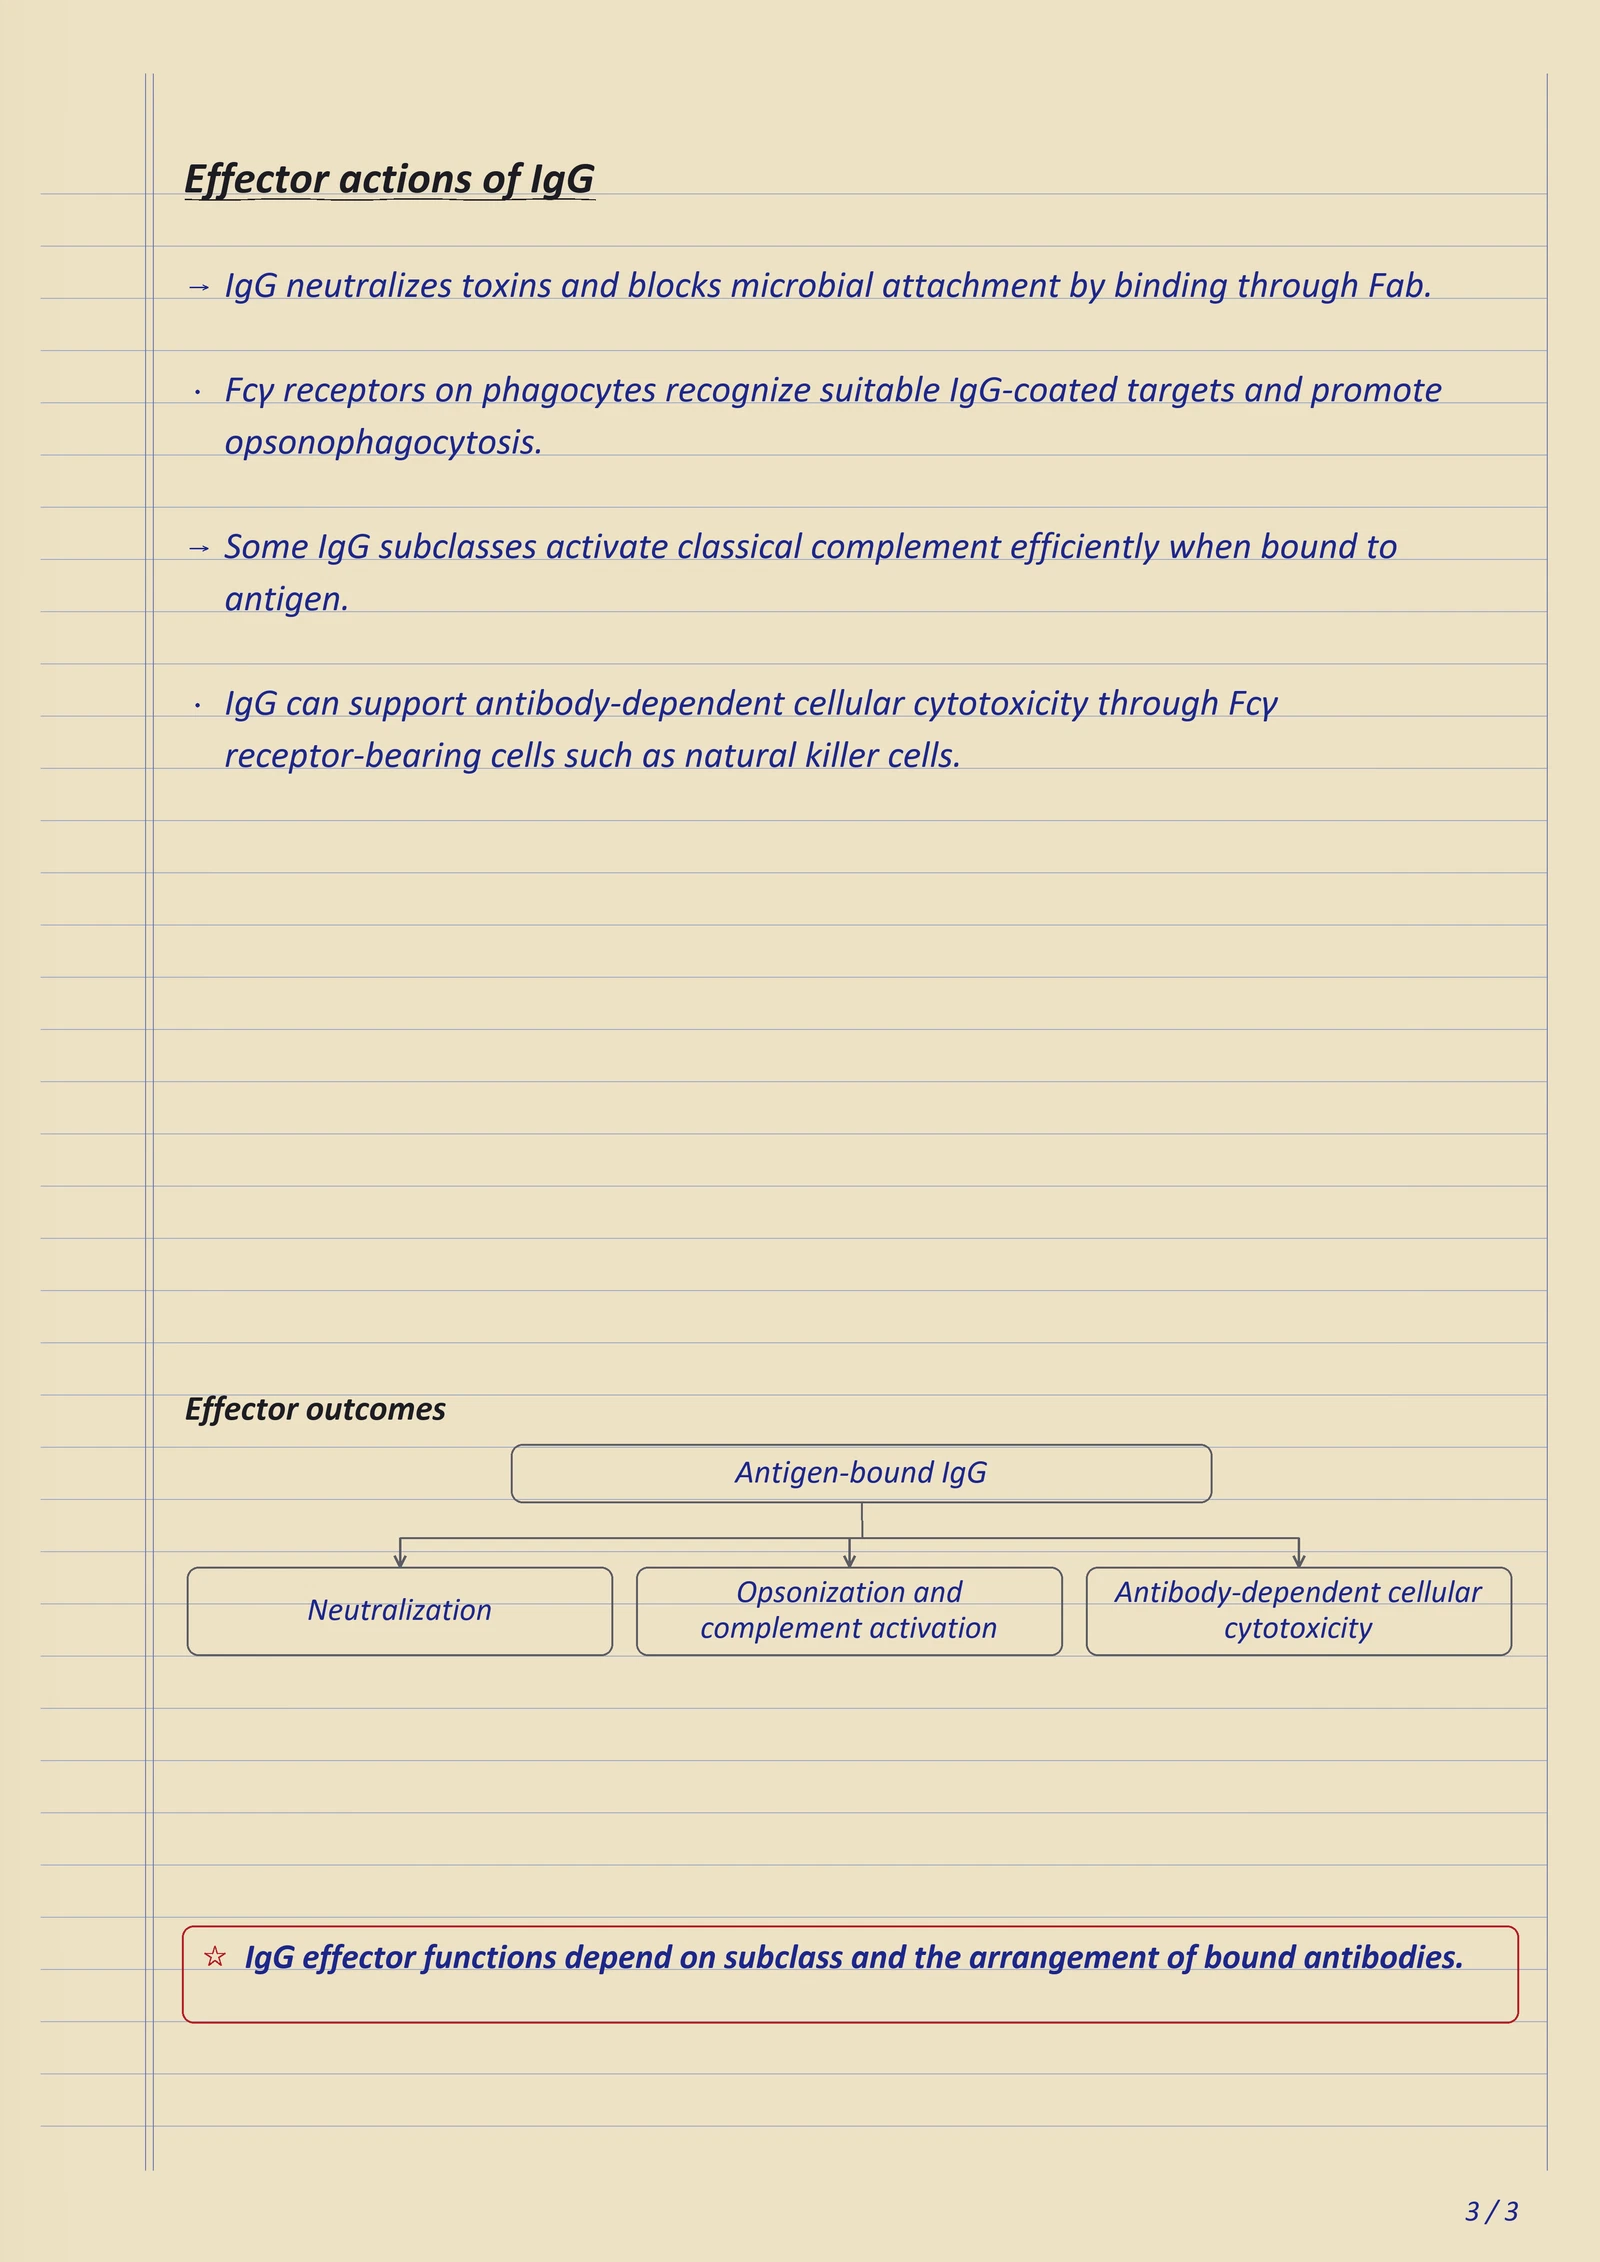 Effector actions of IgG
→ IgG neutralizes toxins and blocks microbial attachment by binding through Fab.
· Fcγ receptors on phagocytes recognize suitable IgG-coated targets and promote
opsonophagocytosis.
→ Some IgG subclasses activate classical complement efficiently when bound to
antigen.
· IgG can support antibody-dependent cellular cytotoxicity through Fcγ
receptor-bearing cells such as natural killer cells.
Effector outcomes
Antigen-bound IgG
Neutralization
Opsonization and
complement activation
Antibody-dependent cellular
cytotoxicity
☆ IgG effector functions depend on subclass and the arrangement of bound antibodies.
3 / 3